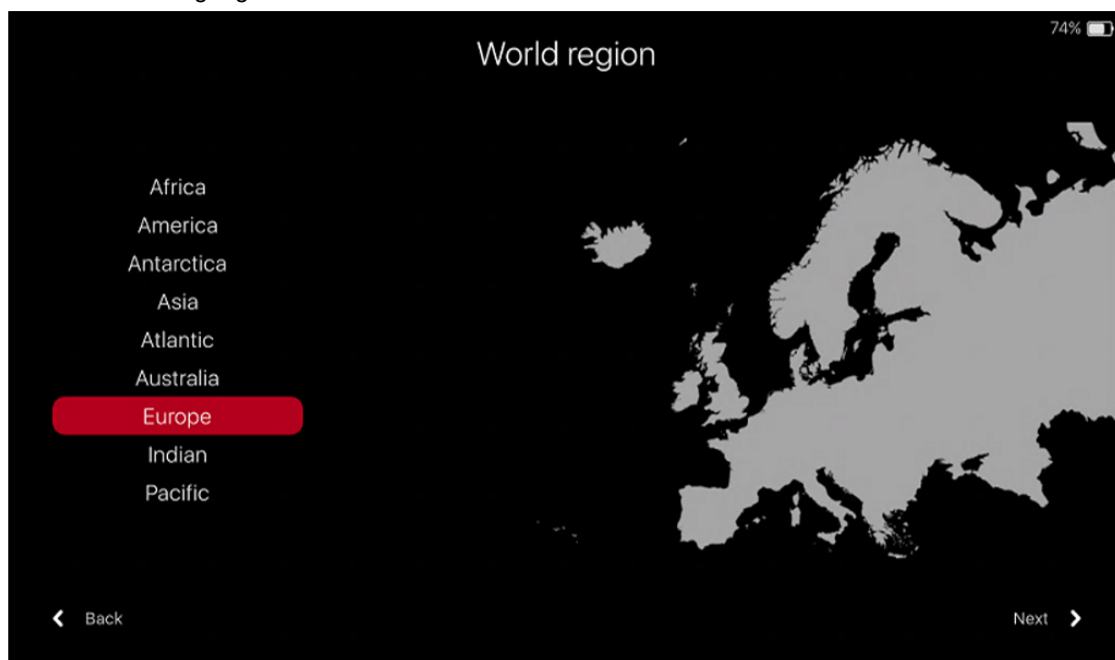 74%
World region
Africa
America
Antarctica
Asia
Atlantic
Australia
Europe
Indian
Pacific
Back
Next